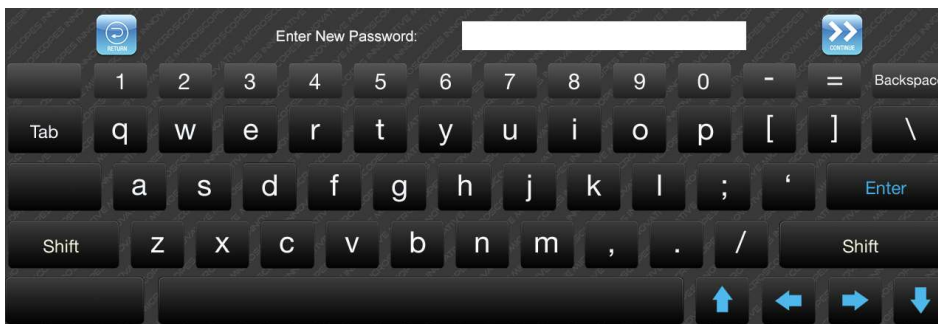 RETURN
Enter New Password:
CONTINUE
1 2 3 4 5 6 7 8 9 0 - = Backspac
Tab q w e r t y u i o p [ ] \
a s d f g h j k l ; ‘ Enter
Shift z x c v b n m , . / Shift